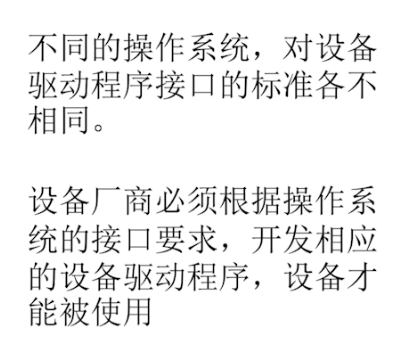 不同的操作系统，对设备
驱动程序接口的标准各不
相同。
设备厂商必须根据操作系
统的接口要求，开发相应
的设备驱动程序，设备才
能被使用